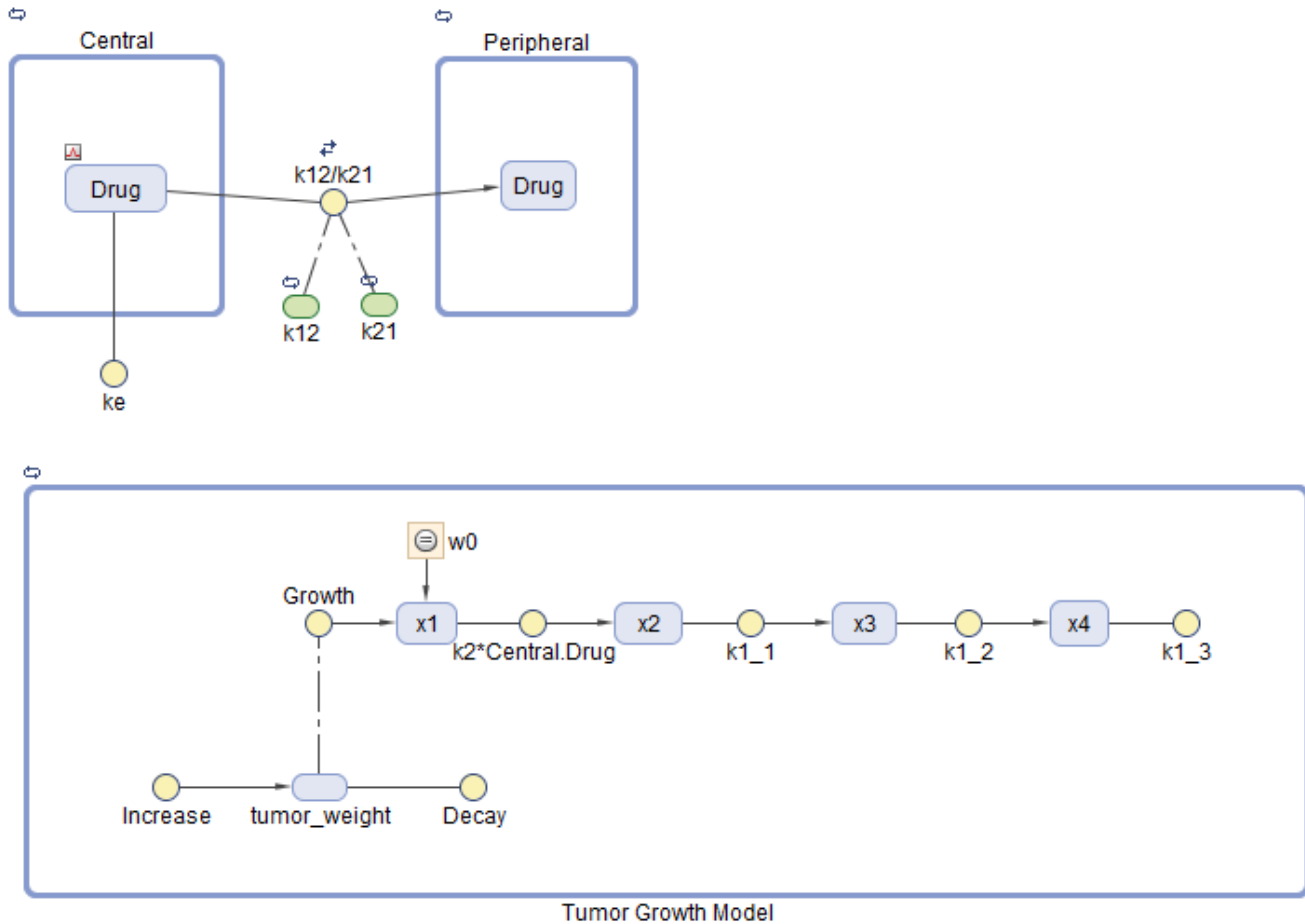 Central
Peripheral
Drug
k12/k21
Drug
k12
k21
ke
w0
Growth
x1
x2
x3
x4
k2*Central.Drug
k1_1
k1_2
k1_3
Increase
tumor_weight
Decay
Tumor Growth Model